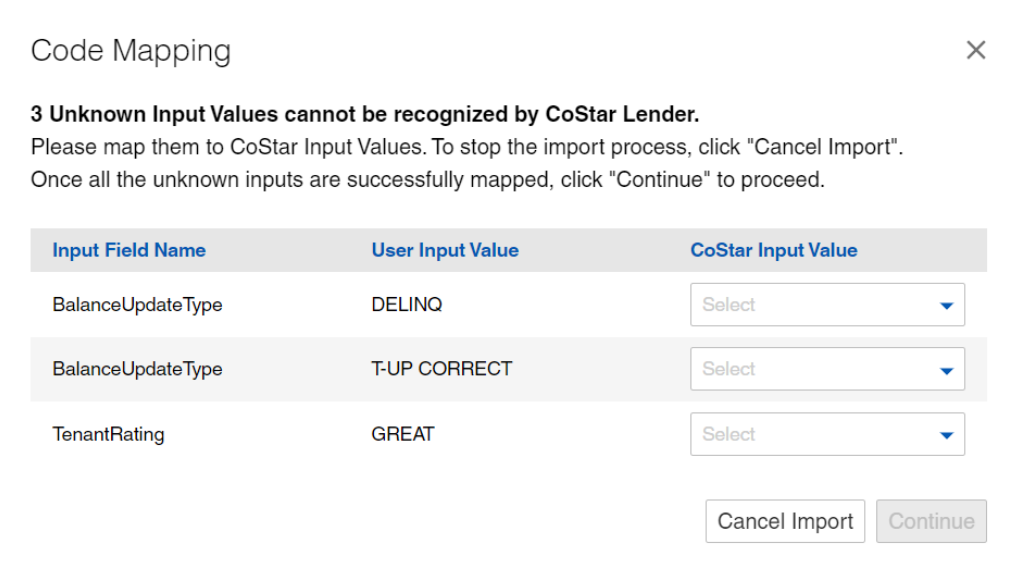 Code Mapping
3 Unknown Input Values cannot be recognized by CoStar Lender.
Please map them to CoStar Input Values. To stop the import process, click "Cancel Import".
Once all the unknown inputs are successfully mapped, click "Continue" to proceed.
Input Field Name User Input Value CoStar Input Value
BalanceUpdateType DELINQ Select
BalanceUpdateType T-UP CORRECT Select
TenantRating GREAT Select
Cancel Import Continue